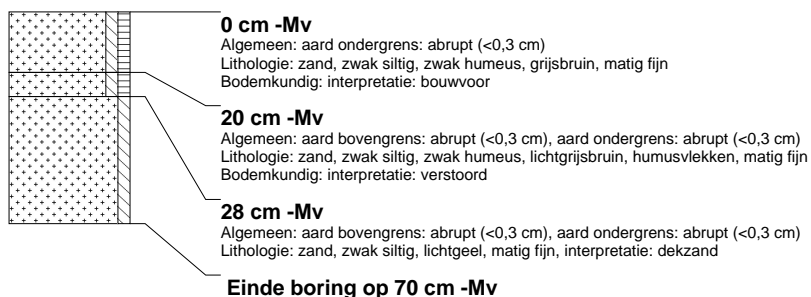 0 cm -Mv
Algemeen: aard ondergrens: abrupt (<0,3 cm)
Lithologie: zand, zwak siltig, zwak humeus, grijsbruin, matig fijn
Bodemkundig: interpretatie: bouwvoor
20 cm -Mv
Algemeen: aard bovengrens: abrupt (<0,3 cm), aard ondergrens: abrupt (<0,3 cm)
Lithologie: zand, zwak siltig, zwak humeus, lichtgrijsbruin, humusvlekken, matig fijn
Bodemkundig: interpretatie: verstoord
28 cm -Mv
Algemeen: aard bovengrens: abrupt (<0,3 cm), aard ondergrens: abrupt (<0,3 cm)
Lithologie: zand, zwak siltig, lichtgeel, matig fijn, interpretatie: dekzand
Einde boring op 70 cm -Mv